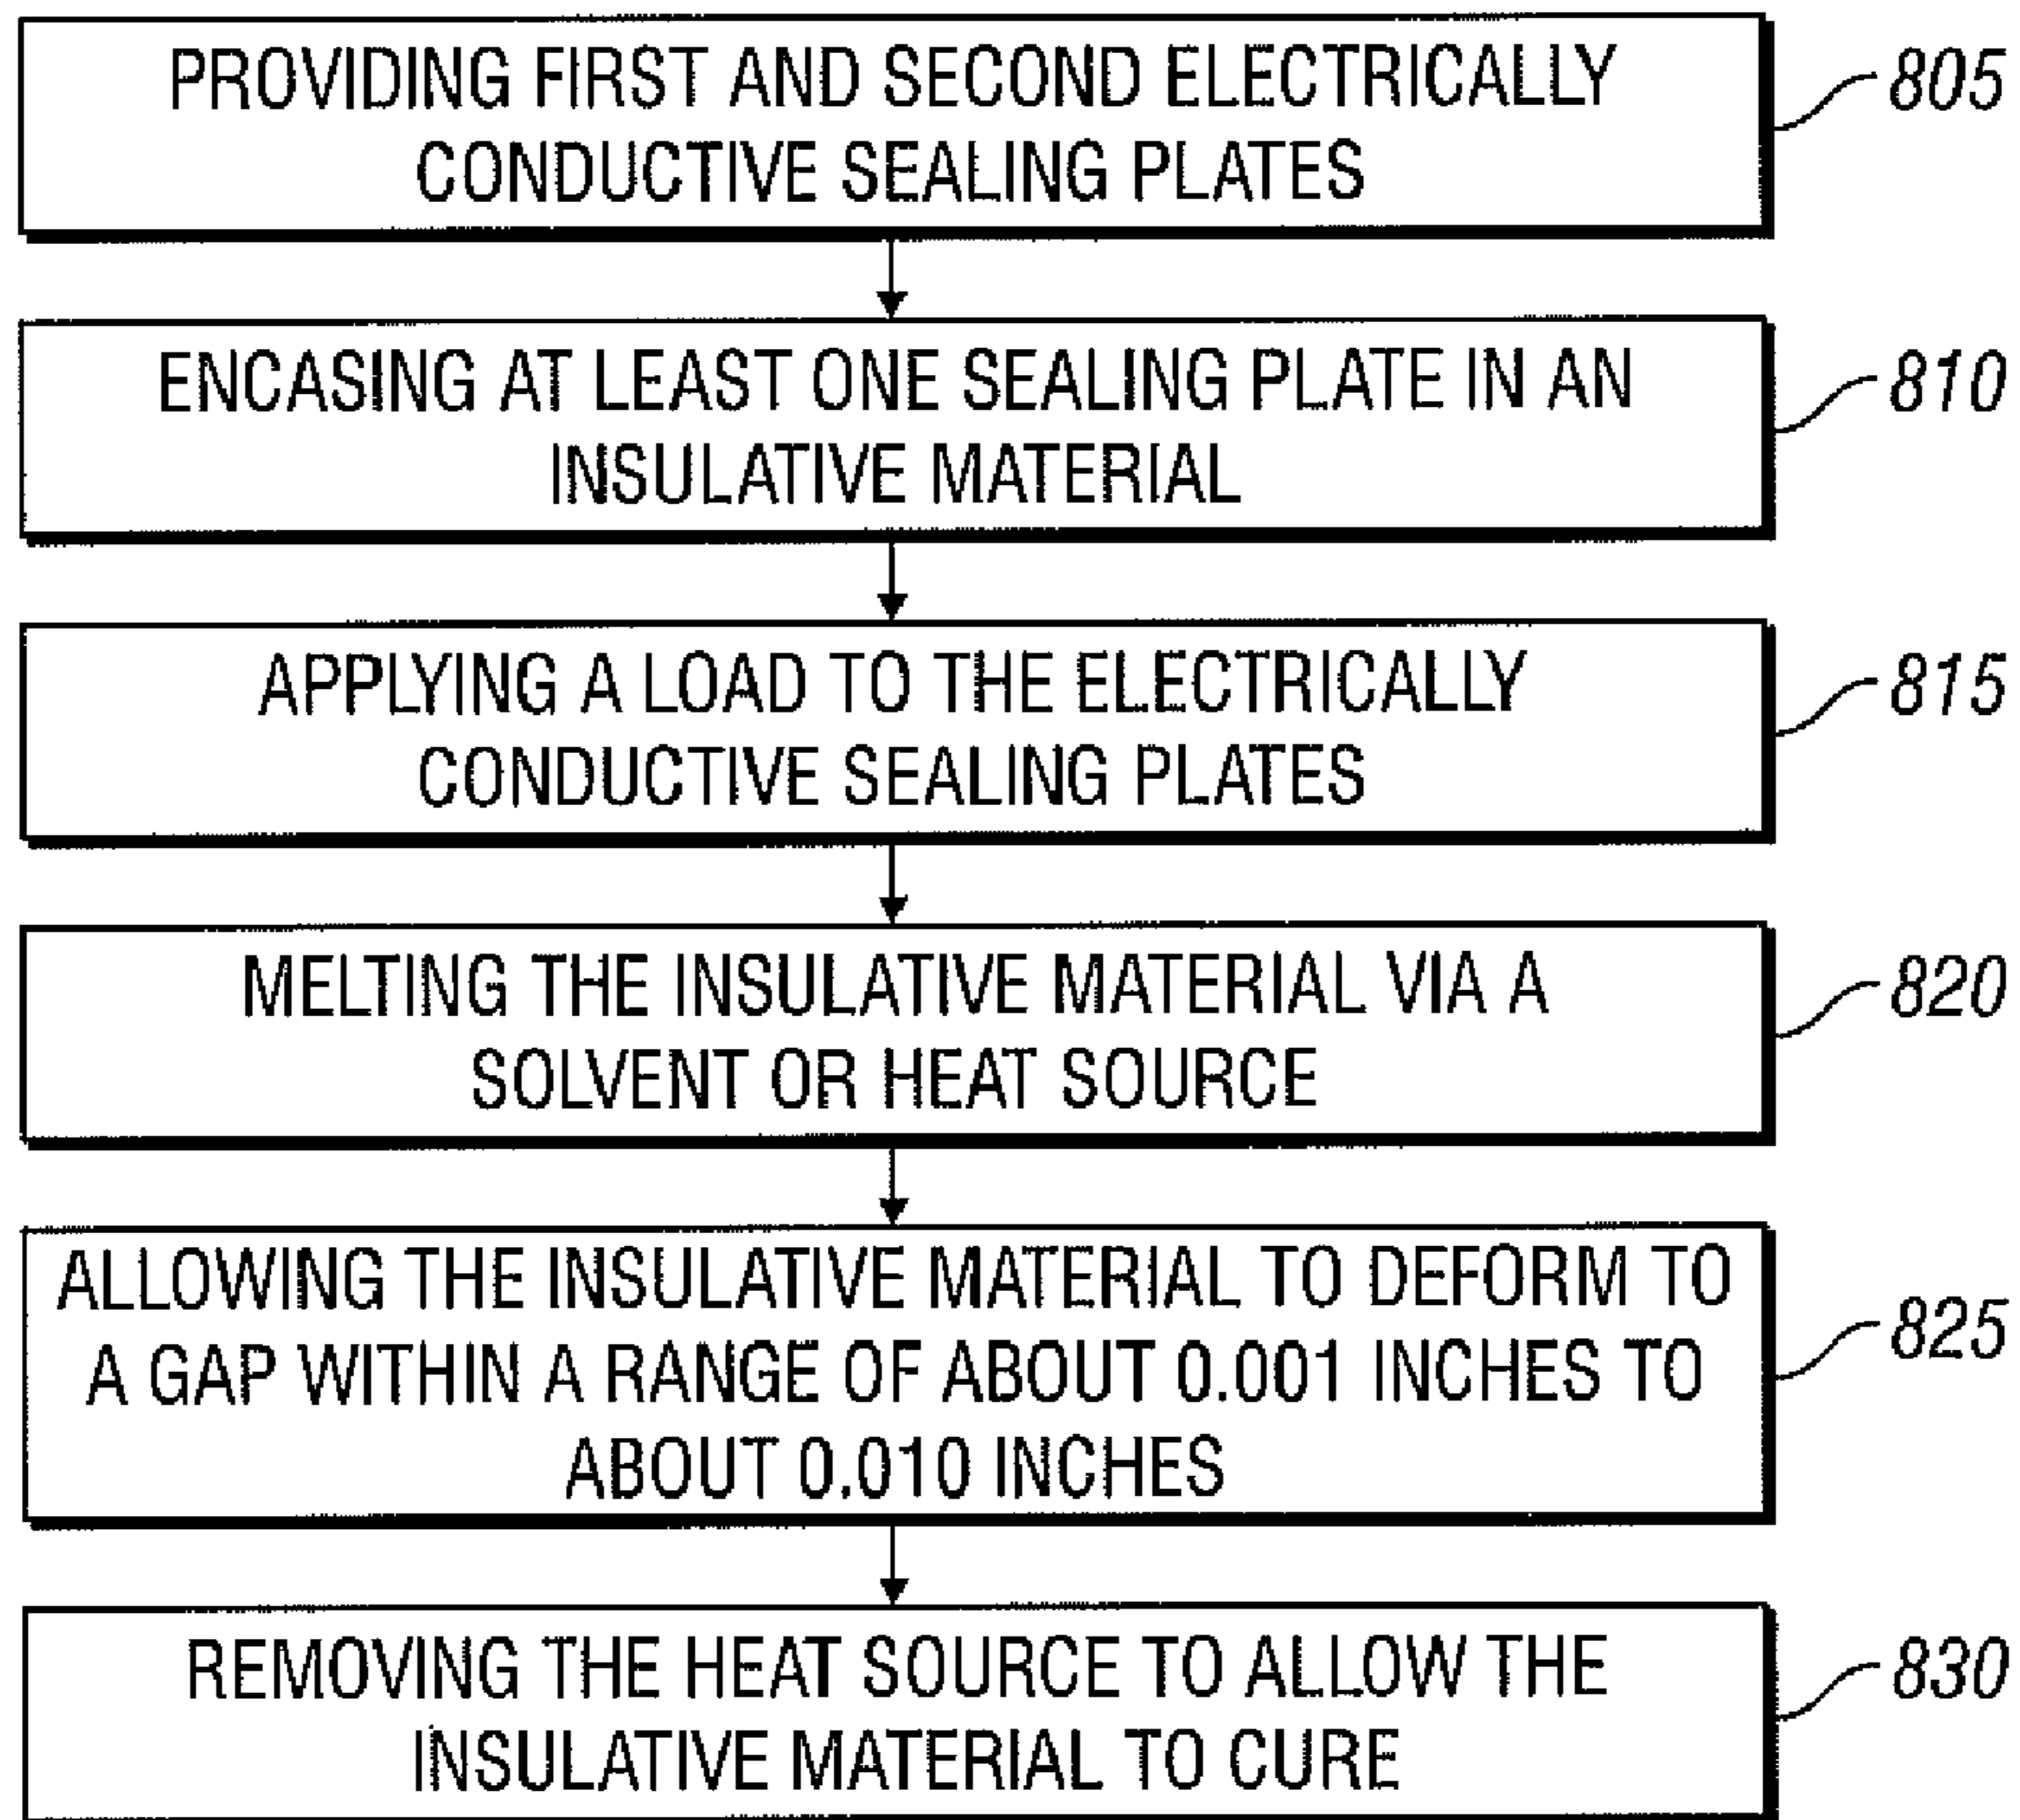 PROVIDING FIRST AND SECOND ELECTRICALLY
CONDUCTIVE SEALING PLATES
805
ENCASING AT LEAST ONE SEALING PLATE IN AN
INSULATIVE MATERIAL
810
APPLYING A LOAD TO THE ELECTRICALLY
CONDUCTIVE SEALING PLATES
815
MELTING THE INSULATIVE MATERIAL VIA A
SOLVENT OR HEAT SOURCE
820
ALLOWING THE INSULATIVE MATERIAL TO DEFORM TO
A GAP WITHIN A RANGE OF ABOUT 0.001 INCHES TO
ABOUT 0.010 INCHES
825
REMOVING THE HEAT SOURCE TO ALLOW THE
INSULATIVE MATERIAL TO CURE
830